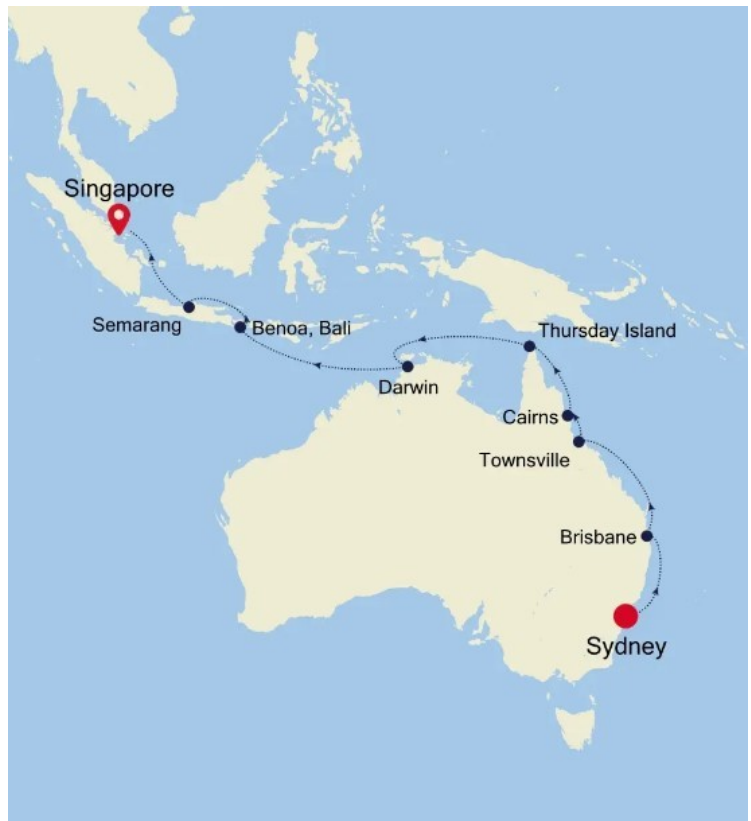 Singapore
Semarang
Benoa, Bali
Thursday Island
Darwin
Cairns
Townsville
Brisbane
Sydney